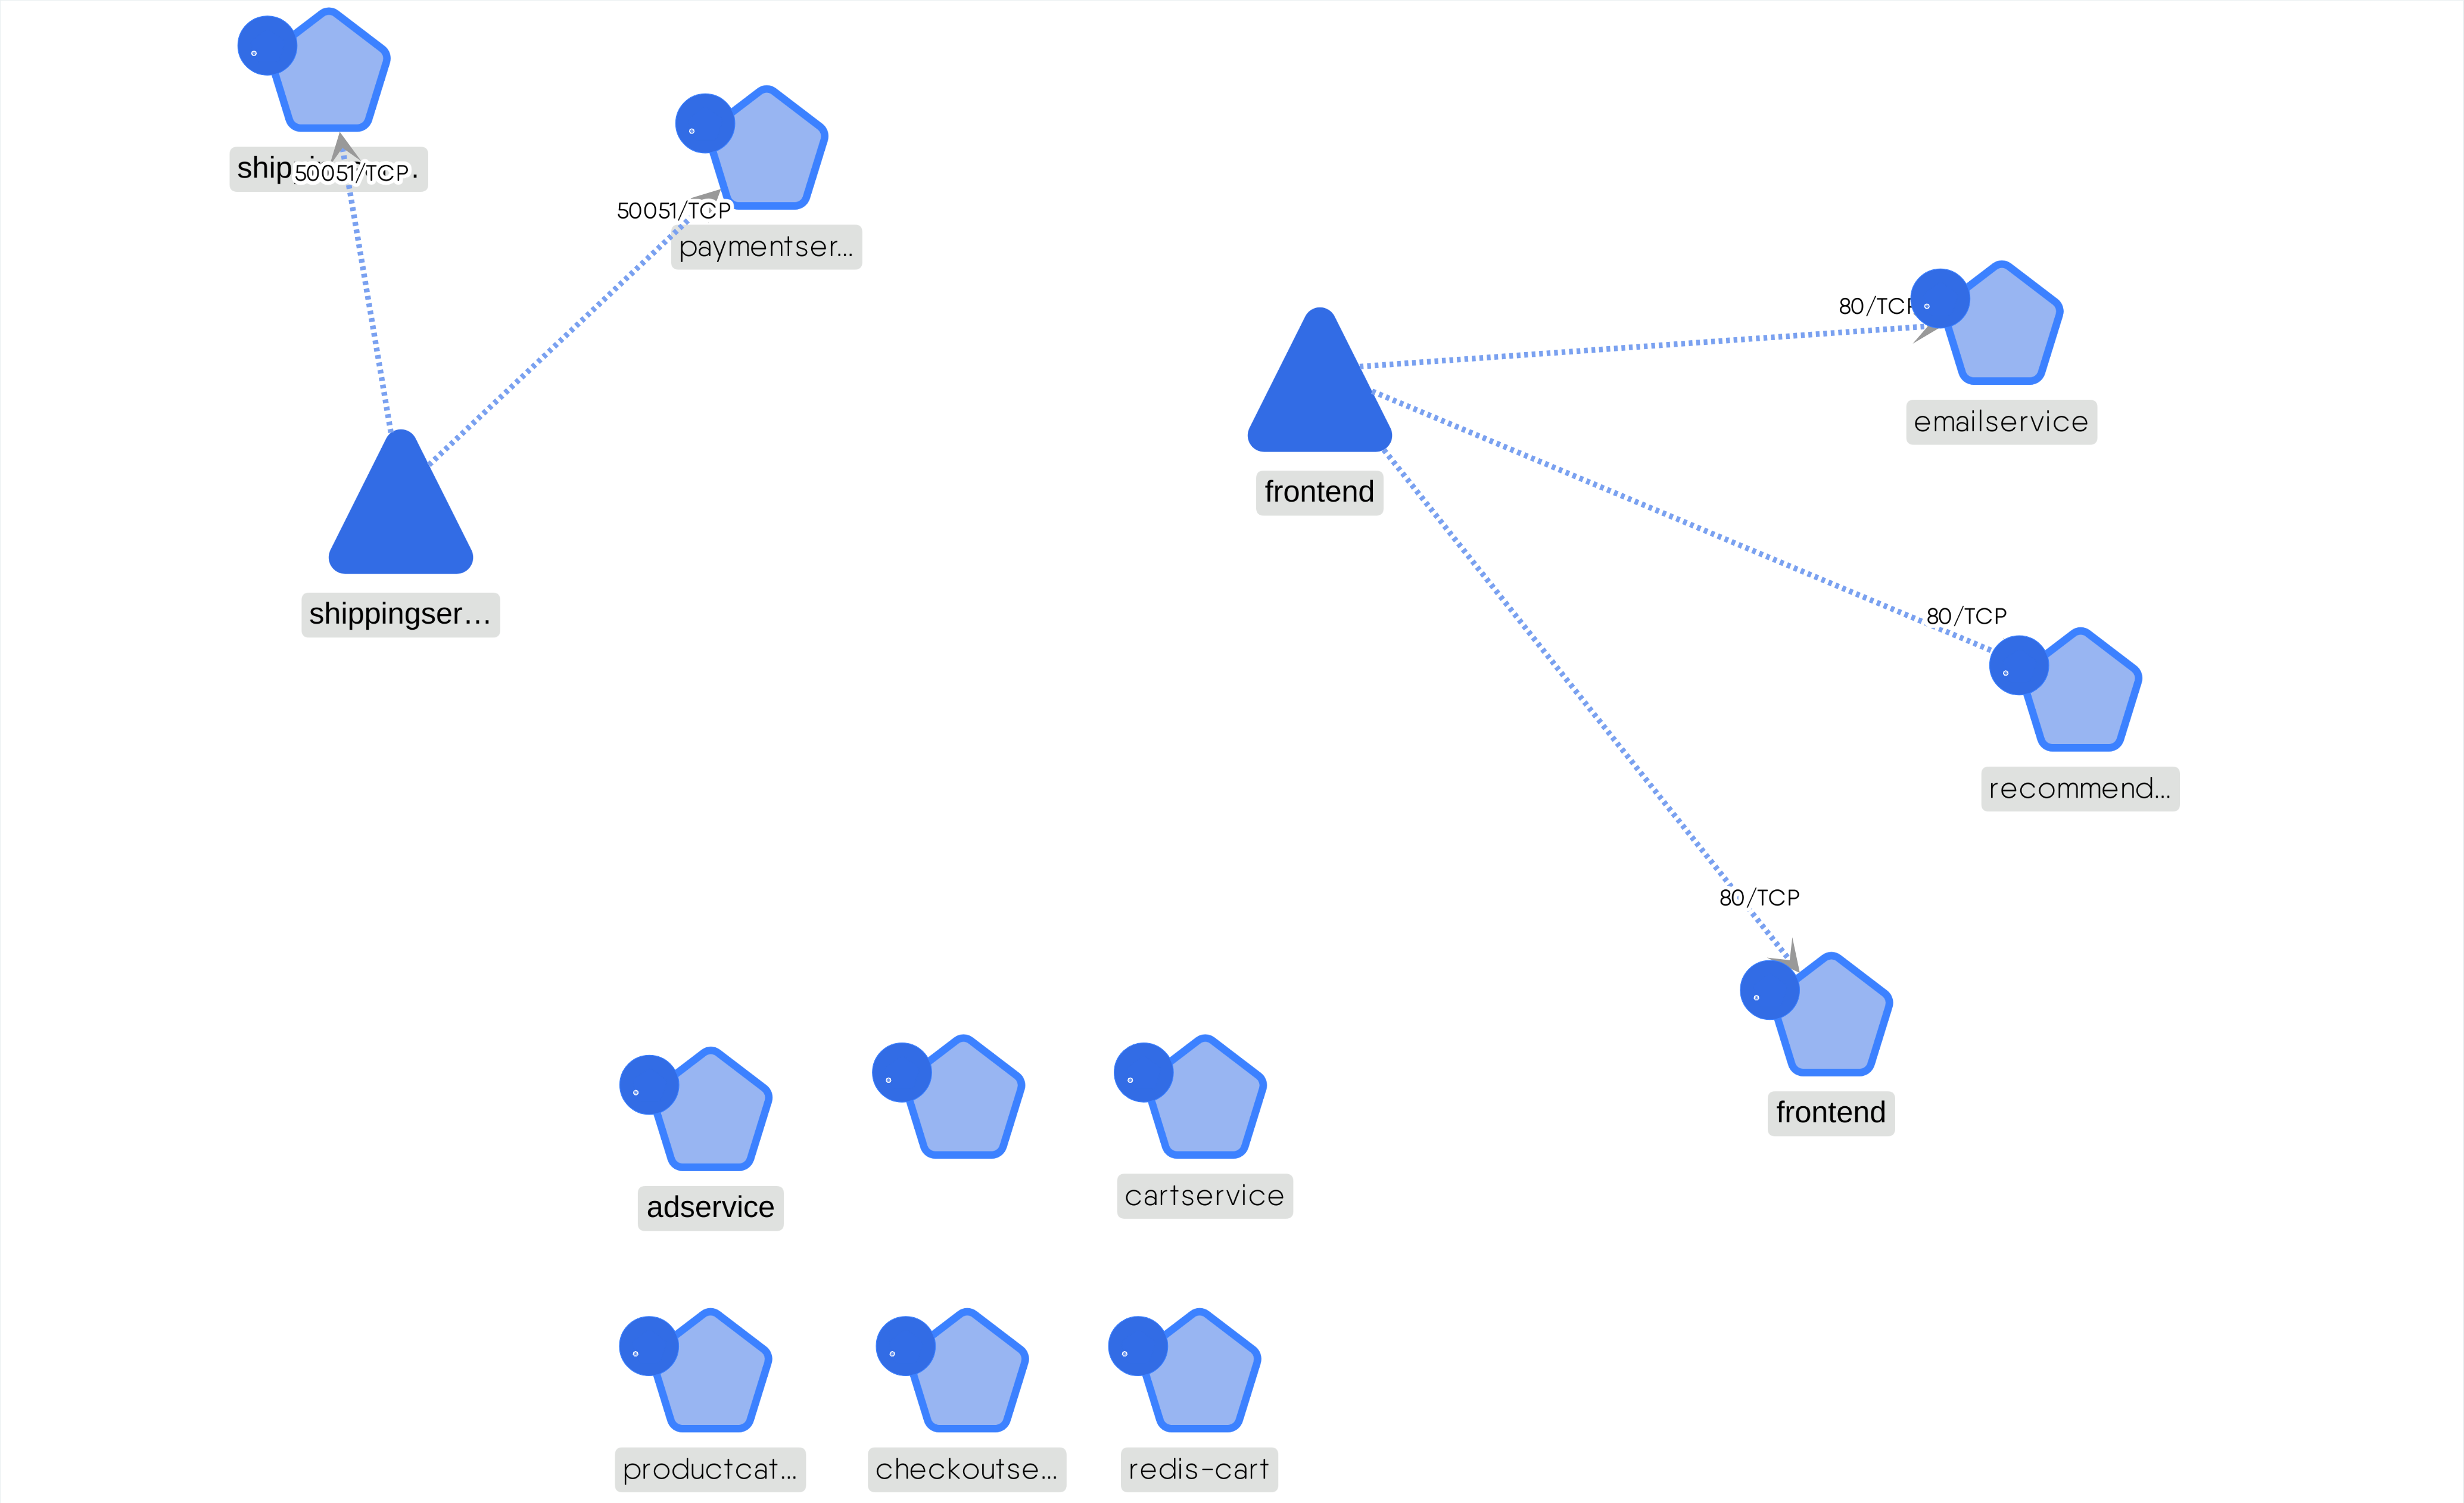 50051/TCP
50051/TCP
paymentser...
80/TCP
emailservice
frontend
shippingser...
80/TCP
recommend...
80/TCP
frontend
adservice
cartservice
productcat...
checkoutse...
redis-cart